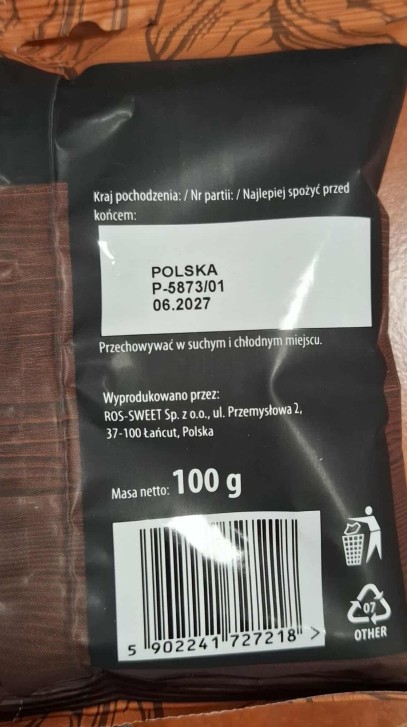 Kraj pochodzenia: / Nr partii: / Najlepiej spożyć przed
końcem:
POLSKA
P-5873/01
06.2027
Przechowywać w suchym i chłodnym miejscu.
Wyprodukowano przez:
ROS-SWEET Sp. z o.o., ul. Przemysłowa 2,
37-100 Łańcut, Polska
Masa netto: 100 g
5 902241 727218 >
07
OTHER